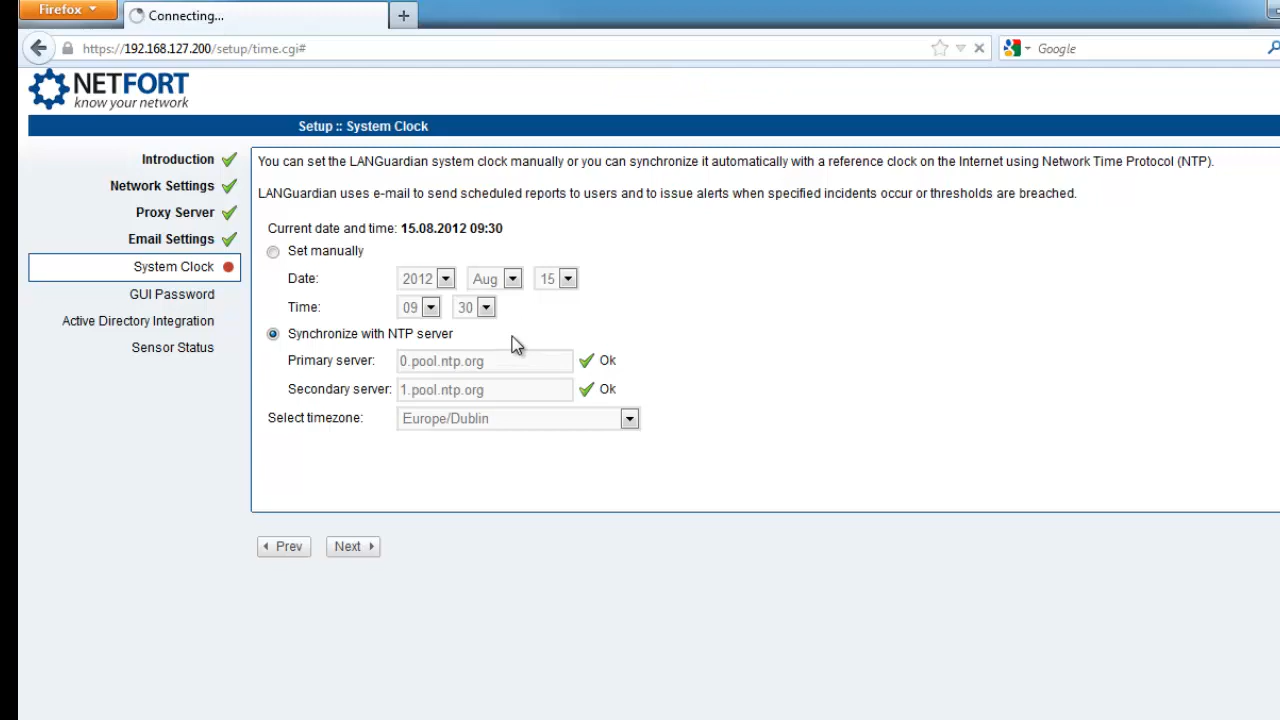 Firefox
Connecting...
https://192.168.127.200/setup/time.cgi#
Google
NETFORT
know your network
Setup :: System Clock
Introduction
Network Settings
Proxy Server
Email Settings
System Clock
GUI Password
Active Directory Integration
Sensor Status
You can set the LANGuardian system clock manually or you can synchronize it automatically with a reference clock on the Internet using Network Time Protocol (NTP).
LANGuardian uses e-mail to send scheduled reports to users and to issue alerts when specified incidents occur or thresholds are breached.
Current date and time: 15.08.2012 09:30
Set manually
Date: 2012 Aug 15
Time: 09 30
Synchronize with NTP server
Primary server: 0.pool.ntp.org Ok
Secondary server: 1.pool.ntp.org Ok
Select timezone: Europe/Dublin
Prev Next